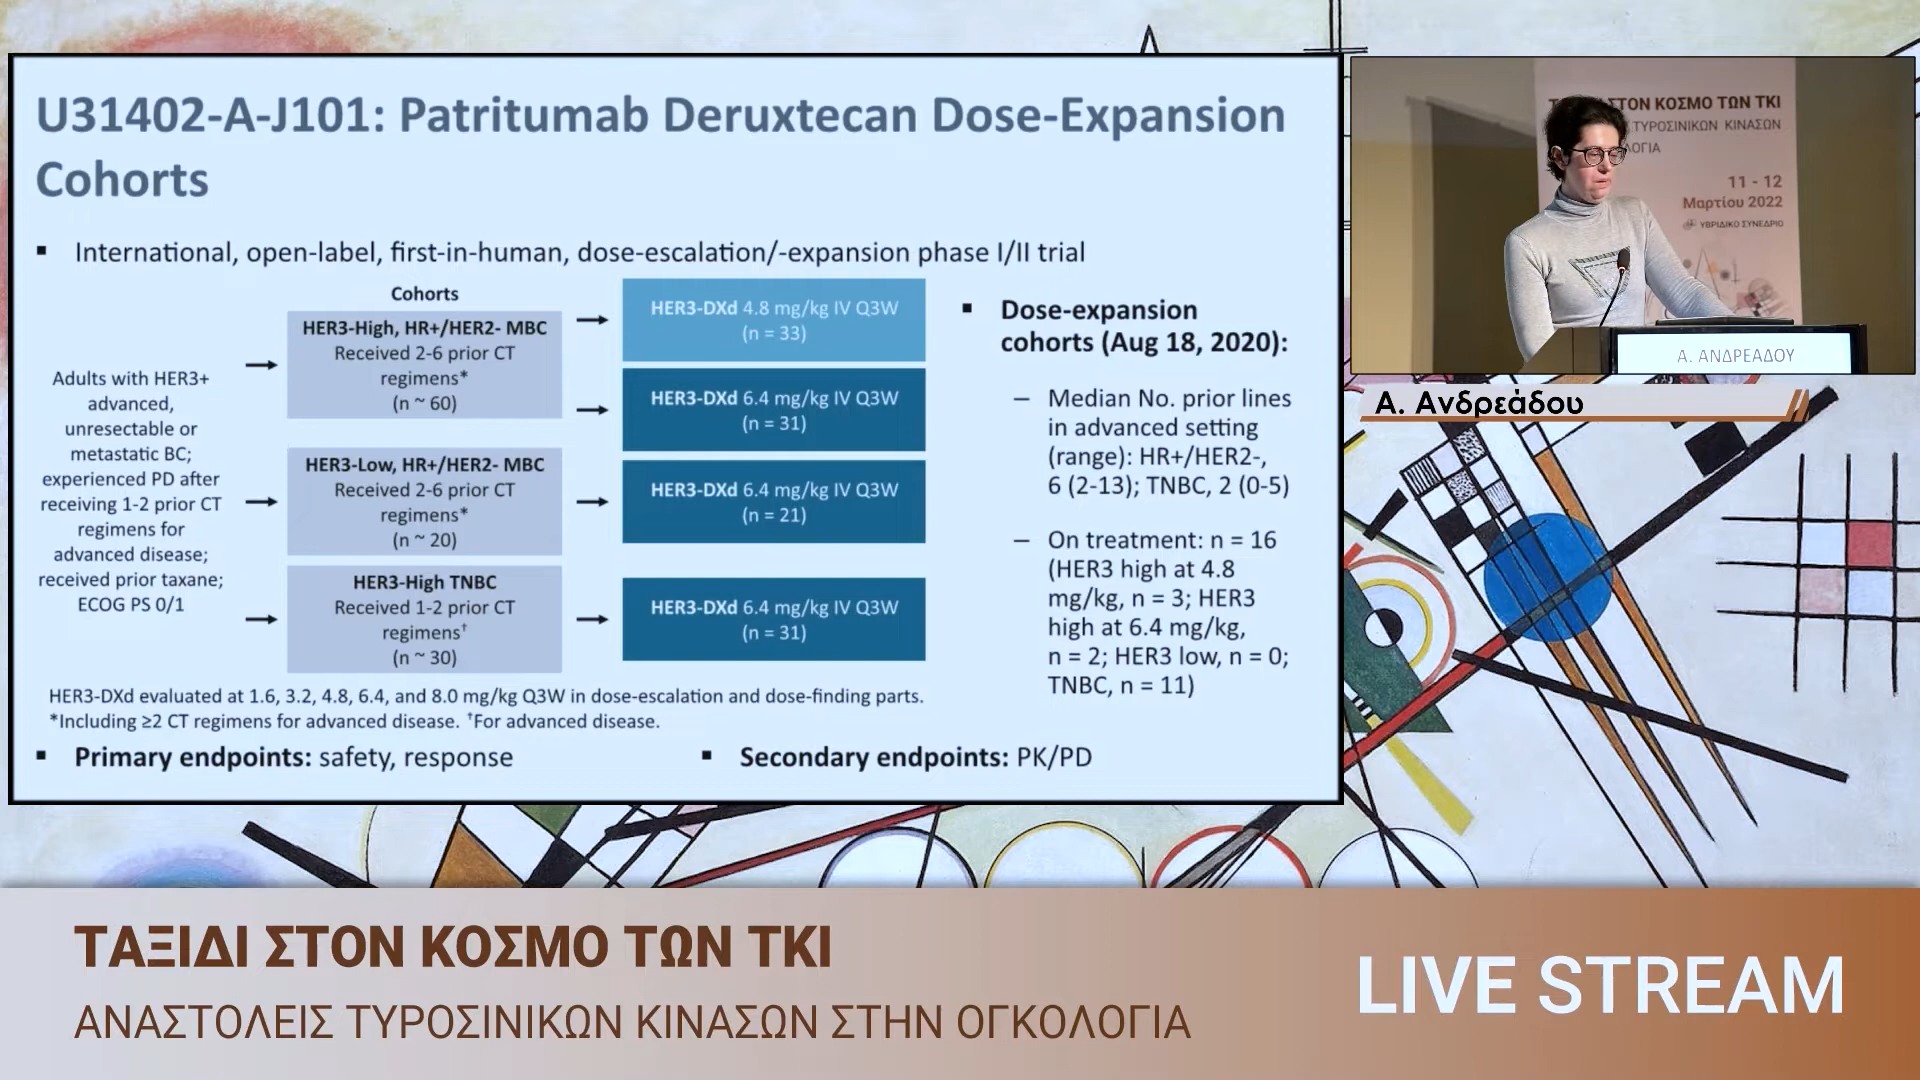 U31402-A-J101: Patritumab Deruxtecan Dose-Expansion
Cohorts
▪ International, open-label, first-in-human, dose-escalation/-expansion phase I/II trial
Adults with HER3+
advanced,
unresectable or
metastatic BC;
experienced PD after
receiving 1-2 prior CT
regimens for
advanced disease;
received prior taxane;
ECOG PS 0/1
Cohorts
HER3-High, HR+/HER2- MBC
Received 2-6 prior CT
regimens*
(n ~ 60)
HER3-Low, HR+/HER2- MBC
Received 2-6 prior CT
regimens*
(n ~ 20)
HER3-High TNBC
Received 1-2 prior CT
regimens†
(n ~ 30)
HER3-DXd 4.8 mg/kg IV Q3W
(n = 33)
HER3-DXd 6.4 mg/kg IV Q3W
(n = 31)
HER3-DXd 6.4 mg/kg IV Q3W
(n = 21)
HER3-DXd 6.4 mg/kg IV Q3W
(n = 31)
▪ Dose-expansion
cohorts (Aug 18, 2020):
– Median No. prior lines
in advanced setting
(range): HR+/HER2-,
6 (2-13); TNBC, 2 (0-5)
– On treatment: n = 16
(HER3 high at 4.8
mg/kg, n = 3; HER3
high at 6.4 mg/kg,
n = 2; HER3 low, n = 0;
TNBC, n = 11)
HER3-DXd evaluated at 1.6, 3.2, 4.8, 6.4, and 8.0 mg/kg Q3W in dose-escalation and dose-finding parts.
*Including ≥2 CT regimens for advanced disease. †For advanced disease.
▪ Primary endpoints: safety, response
▪ Secondary endpoints: PK/PD
ΣΤΟΝ ΚΟΣΜΟ ΤΩΝ ΤΚΙ
ΤΥΡΟΣΙΝΙΚΩΝ ΚΙΝΑΣΩΝ
11 - 12
Μαρτίου 2022
ΥΒΡΙΔΙΚΟ ΣΥΝΕΔΡΙΟ
Α. ΑΝΔΡΕΑΔΟΥ
Α. Ανδρεάδου
ΤΑΞΙΔΙ ΣΤΟΝ ΚΟΣΜΟ ΤΩΝ ΤΚΙ
ΑΝΑΣΤΟΛΕΙΣ ΤΥΡΟΣΙΝΙΚΩΝ ΚΙΝΑΣΩΝ ΣΤΗΝ ΟΓΚΟΛΟΓΙΑ
LIVE STREAM